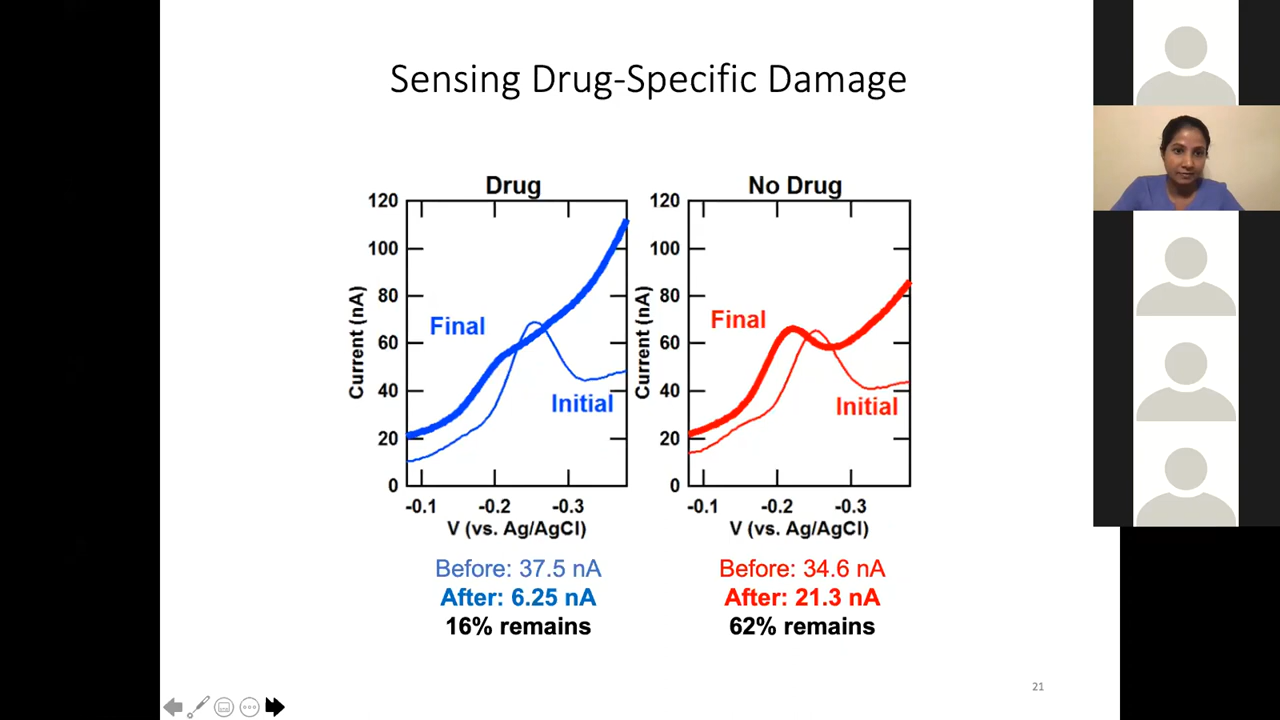 Sensing Drug-Specific Damage
Drug
120
100
80
60
40
20
0
Current (nA)
Final
Initial
-0.1 -0.2 -0.3
V (vs. Ag/AgCl)
No Drug
120
100
80
60
40
20
0
Current (nA)
Final
Initial
-0.1 -0.2 -0.3
V (vs. Ag/AgCl)
Before: 37.5 nA
After: 6.25 nA
16% remains
Before: 34.6 nA
After: 21.3 nA
62% remains
21